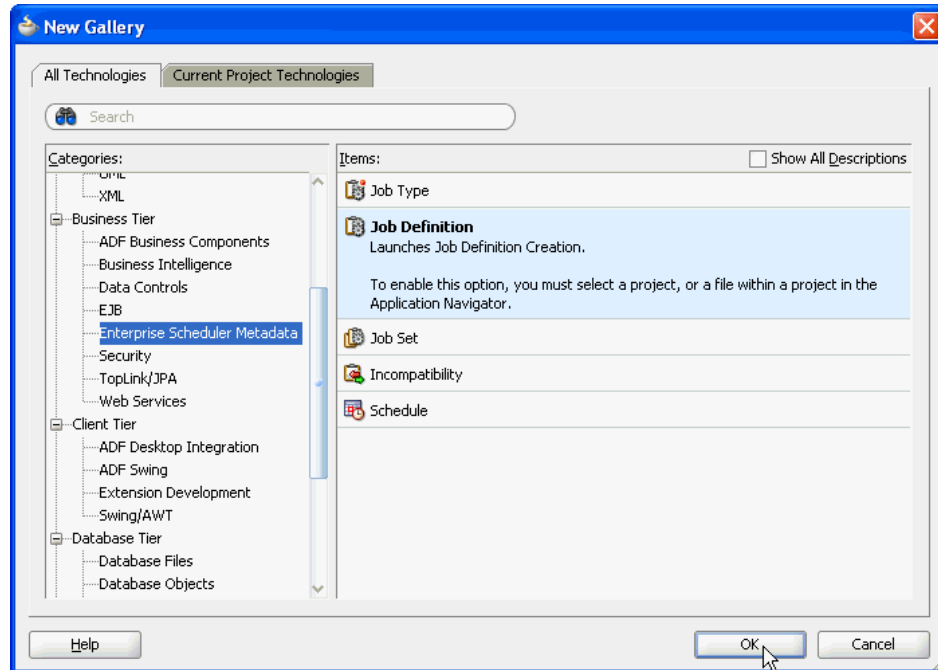 New Gallery
All Technologies
Current Project Technologies
Search
Categories:
UML
XML
Business Tier
ADF Business Components
Business Intelligence
Data Controls
EJB
Enterprise Scheduler Metadata
Security
TopLink/JPA
Web Services
Client Tier
ADF Desktop Integration
ADF Swing
Extension Development
Swing/AWT
Database Tier
Database Files
Database Objects
Items:
Show All Descriptions
Job Type
Job Definition
Launches Job Definition Creation.
To enable this option, you must select a project, or a file within a project in the
Application Navigator.
Job Set
Incompatibility
Schedule
Help
OK
Cancel